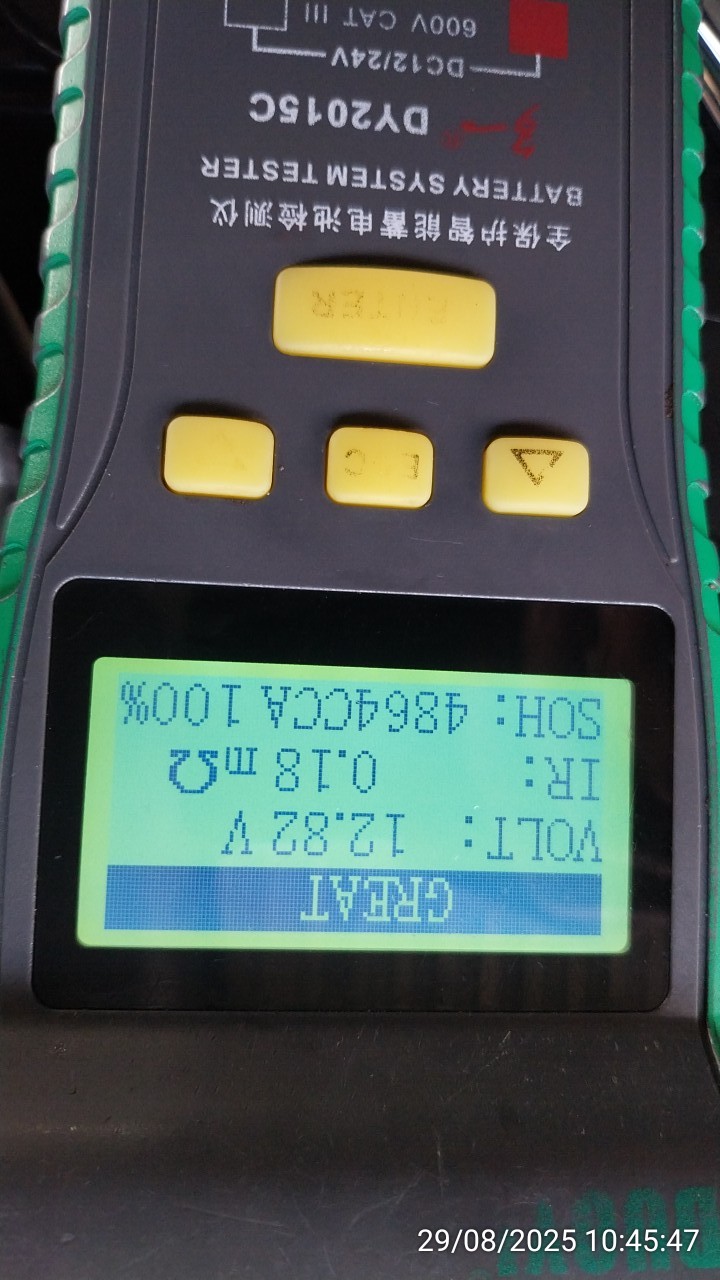 GREAT
VOLT: 12.82 V
IR: 0.18 mΩ
SOH: 4864CCA 100%
ENTER
全保护智能蓄电池检测仪
BATTERY SYSTEM TESTER
DY2015C
DC12/24V
600V CAT III
29/08/2025 10:45:47